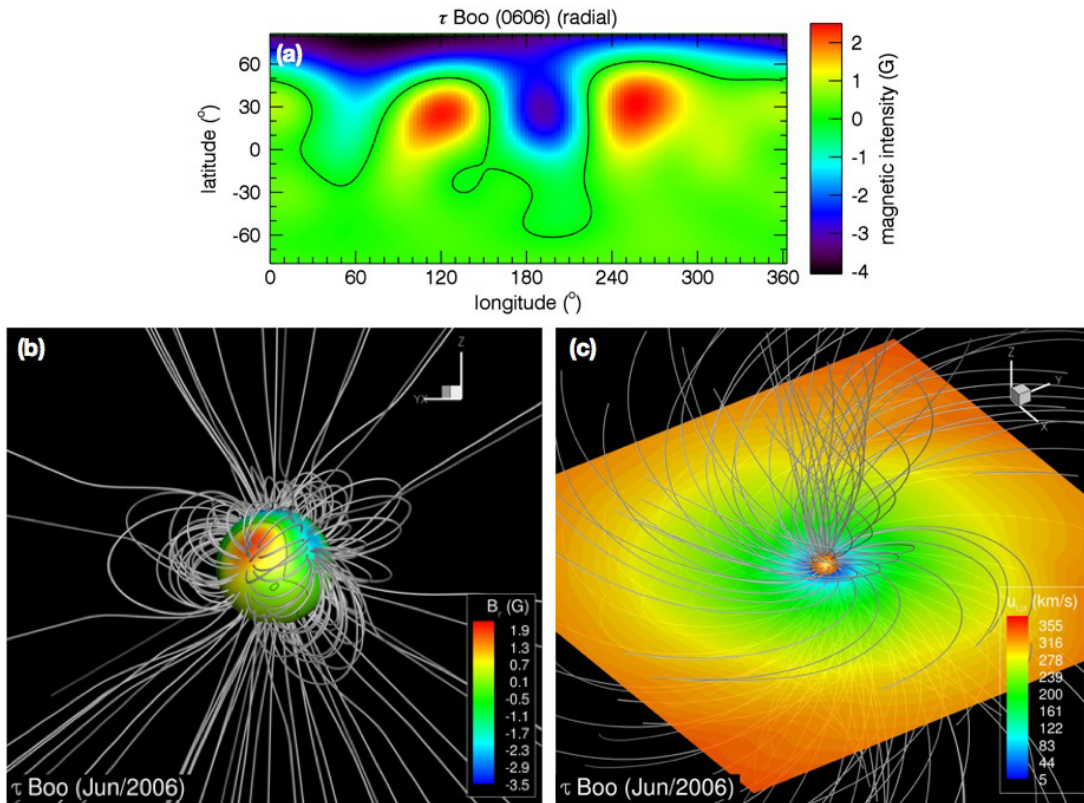 τ Boo (0606) (radial)
(a)
60
30
0
-30
-60
latitude (°)
0 60 120 180 240 300 360
longitude (°)
2
1
0
-1
-2
-3
-4
magnetic intensity (G)
(b)
Z
YX
B_r (G)
1.9
1.3
0.7
0.1
-0.5
-1.1
-1.7
-2.3
-2.9
-3.5
τ Boo (Jun/2006)
(c)
Z
Y
X
u_tot (km/s)
355
316
278
239
200
161
122
83
44
5
τ Boo (Jun/2006)